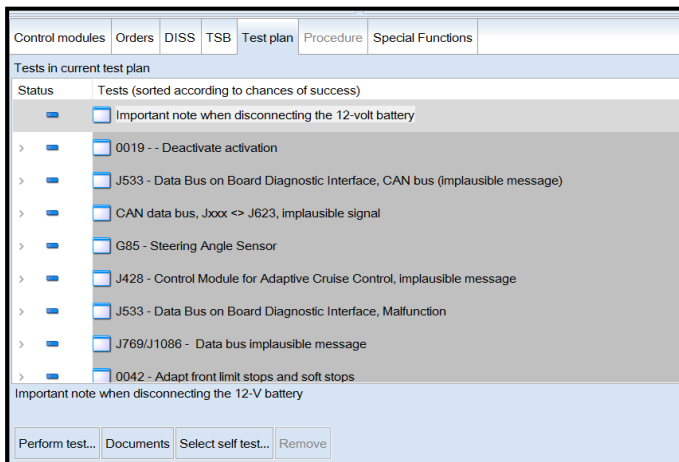 Control modules Orders DISS TSB Test plan Procedure Special Functions
Tests in current test plan
Status Tests (sorted according to chances of success)
Important note when disconnecting the 12-volt battery
0019 - - Deactivate activation
J533 - Data Bus on Board Diagnostic Interface, CAN bus (implausible message)
CAN data bus, Jxxx <> J623, implausible signal
G85 - Steering Angle Sensor
J428 - Control Module for Adaptive Cruise Control, implausible message
J533 - Data Bus on Board Diagnostic Interface, Malfunction
J769/J1086 - Data bus implausible message
0042 - Adapt front limit stops and soft stops
Important note when disconnecting the 12-V battery
Perform test... Documents Select self test... Remove